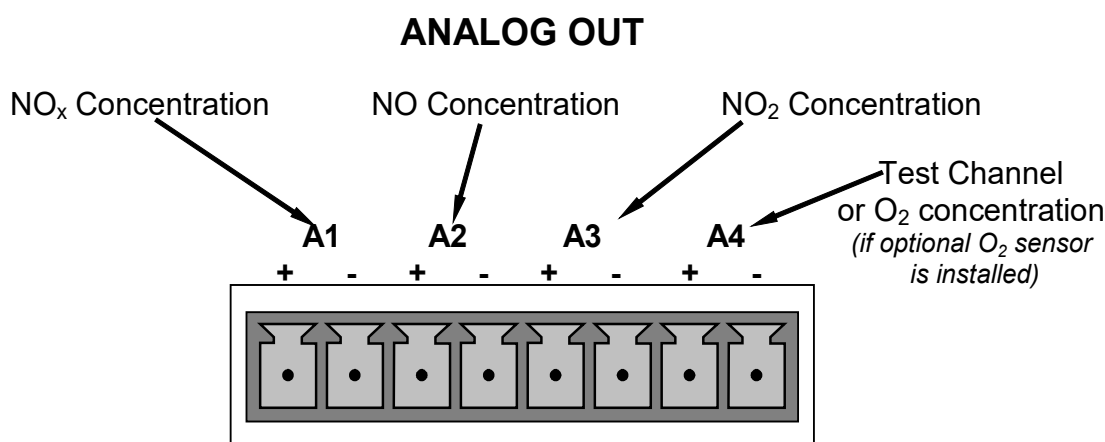 ANALOG OUT
NOx Concentration NO Concentration NO2 Concentration
Test Channel
or O2 concentration
(if optional O2 sensor
is installed)
A1 A2 A3 A4
+ - + - + - + -